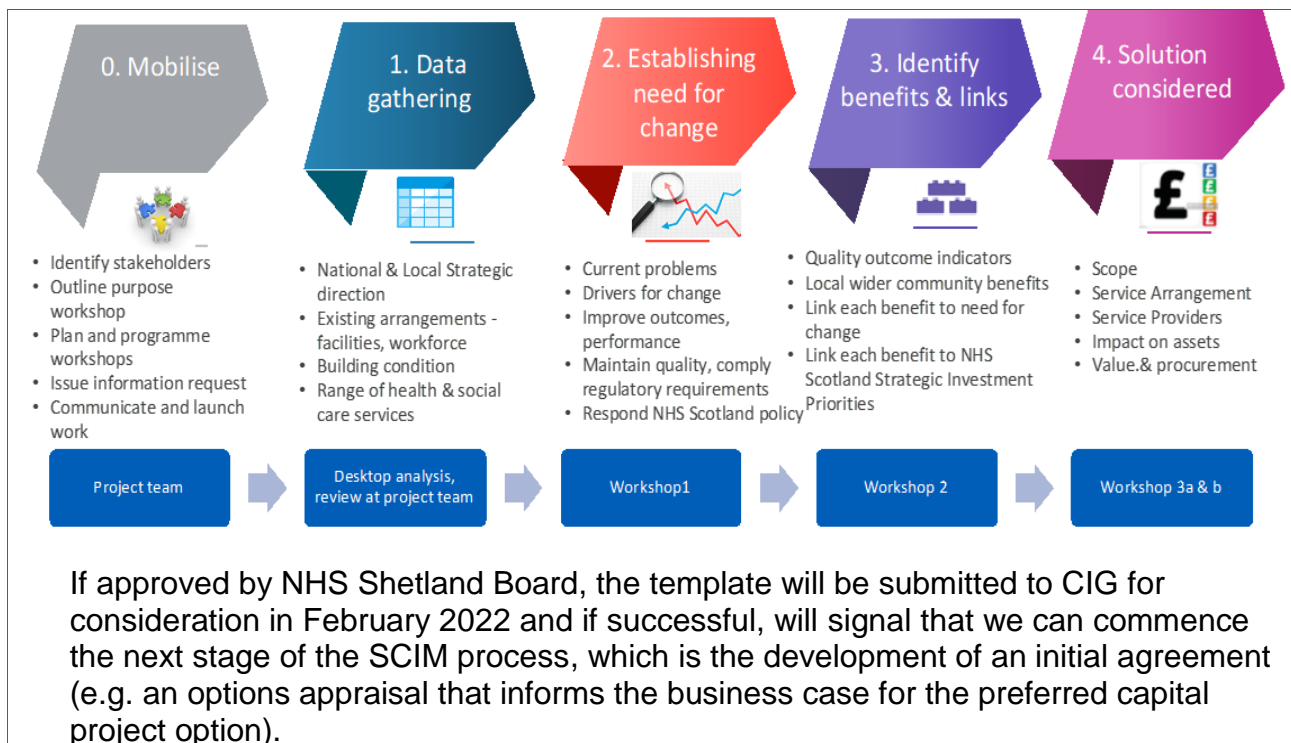 0. Mobilise
1. Data
gathering
2. Establishing
need for
change
3. Identify
benefits & links
4. Solution
considered
• Identify stakeholders
• Outline purpose
workshop
• Plan and programme
workshops
• Issue information request
• Communicate and launch
work
• National & Local Strategic
direction
• Existing arrangements -
facilities, workforce
• Building condition
• Range of health & social
care services
• Current problems
• Drivers for change
• Improve outcomes,
performance
• Maintain quality, comply
regulatory requirements
• Respond NHS Scotland policy
• Quality outcome indicators
• Local wider community benefits
• Link each benefit to need for
change
• Link each benefit to NHS
Scotland Strategic Investment
Priorities
£
£
£
£
£
• Scope
• Service Arrangement
• Service Providers
• Impact on assets
• Value.& procurement
Project team
Desktop analysis,
review at project team
Workshop1
Workshop 2
Workshop 3a & b
If approved by NHS Shetland Board, the template will be submitted to CIG for
consideration in February 2022 and if successful, will signal that we can commence
the next stage of the SCIM process, which is the development of an initial agreement
(e.g. an options appraisal that informs the business case for the preferred capital
project option).